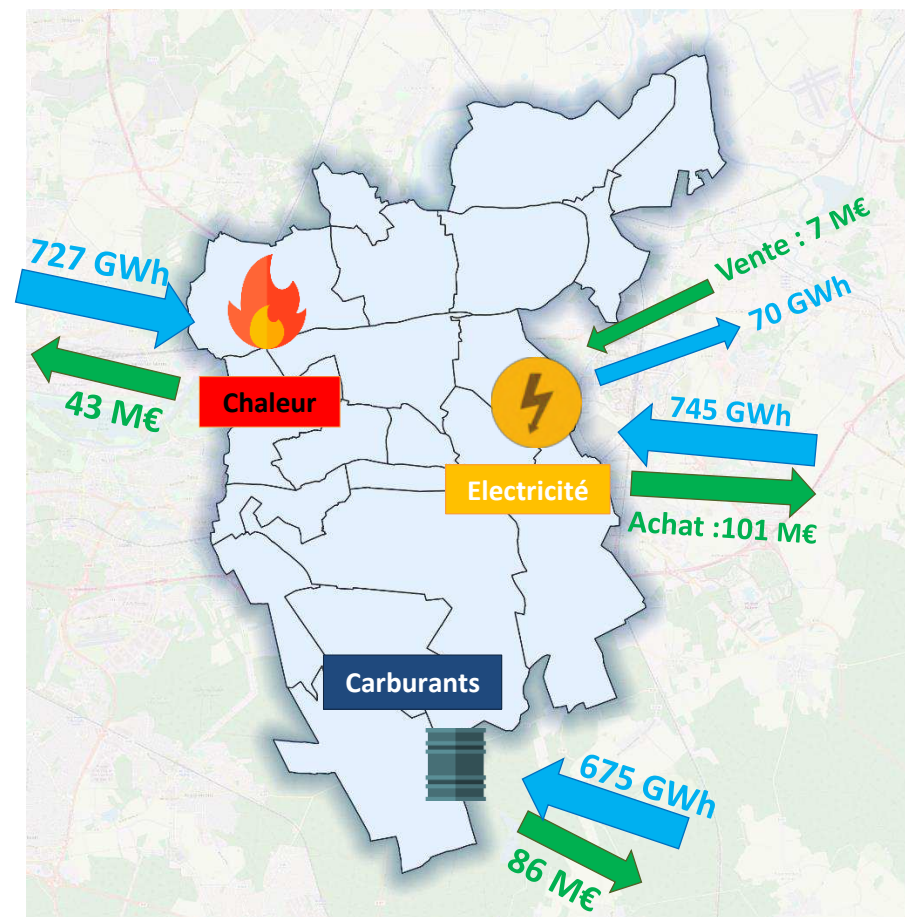 727 GWh
43 M€
Chaleur
Vente : 7 M€
70 GWh
745 GWh
Electricité
Achat :101 M€
Carburants
675 GWh
86 M€